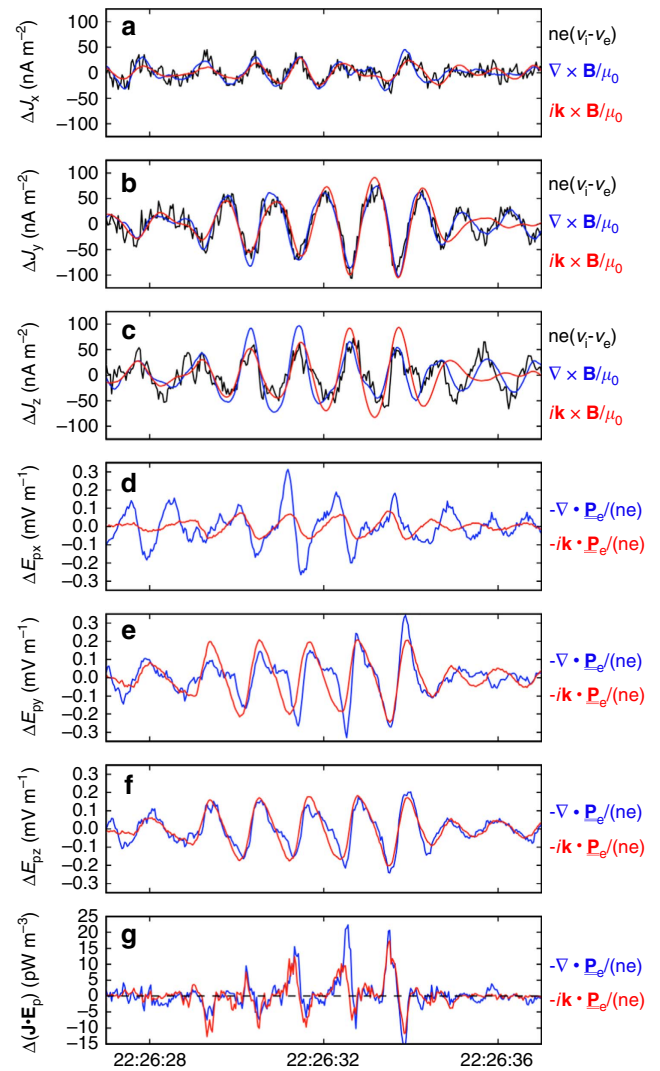 a
100
50
0
−50
−100
ΔJx (nA m−2)
ne(vi-ve)
∇ × B/μ0
ik × B/μ0
b
100
50
0
−50
−100
ΔJy (nA m−2)
ne(vi-ve)
∇ × B/μ0
ik × B/μ0
c
100
50
0
−50
−100
ΔJz (nA m−2)
ne(vi-ve)
∇ × B/μ0
ik × B/μ0
d
0.3
0.2
0.1
0.0
−0.1
−0.2
−0.3
ΔEpx (mV m−1)
-∇ • Pe/(ne)
-ik • Pe/(ne)
e
0.3
0.2
0.1
0.0
−0.1
−0.2
−0.3
ΔEpy (mV m−1)
-∇ • Pe/(ne)
-ik • Pe/(ne)
f
0.3
0.2
0.1
0.0
−0.1
−0.2
−0.3
ΔEpz (mV m−1)
-∇ • Pe/(ne)
-ik • Pe/(ne)
g
25
20
15
10
5
0
−5
−10
−15
Δ(J•Ep) (pW m−3)
-∇ • Pe/(ne)
-ik • Pe/(ne)
22:26:28 22:26:32 22:26:36